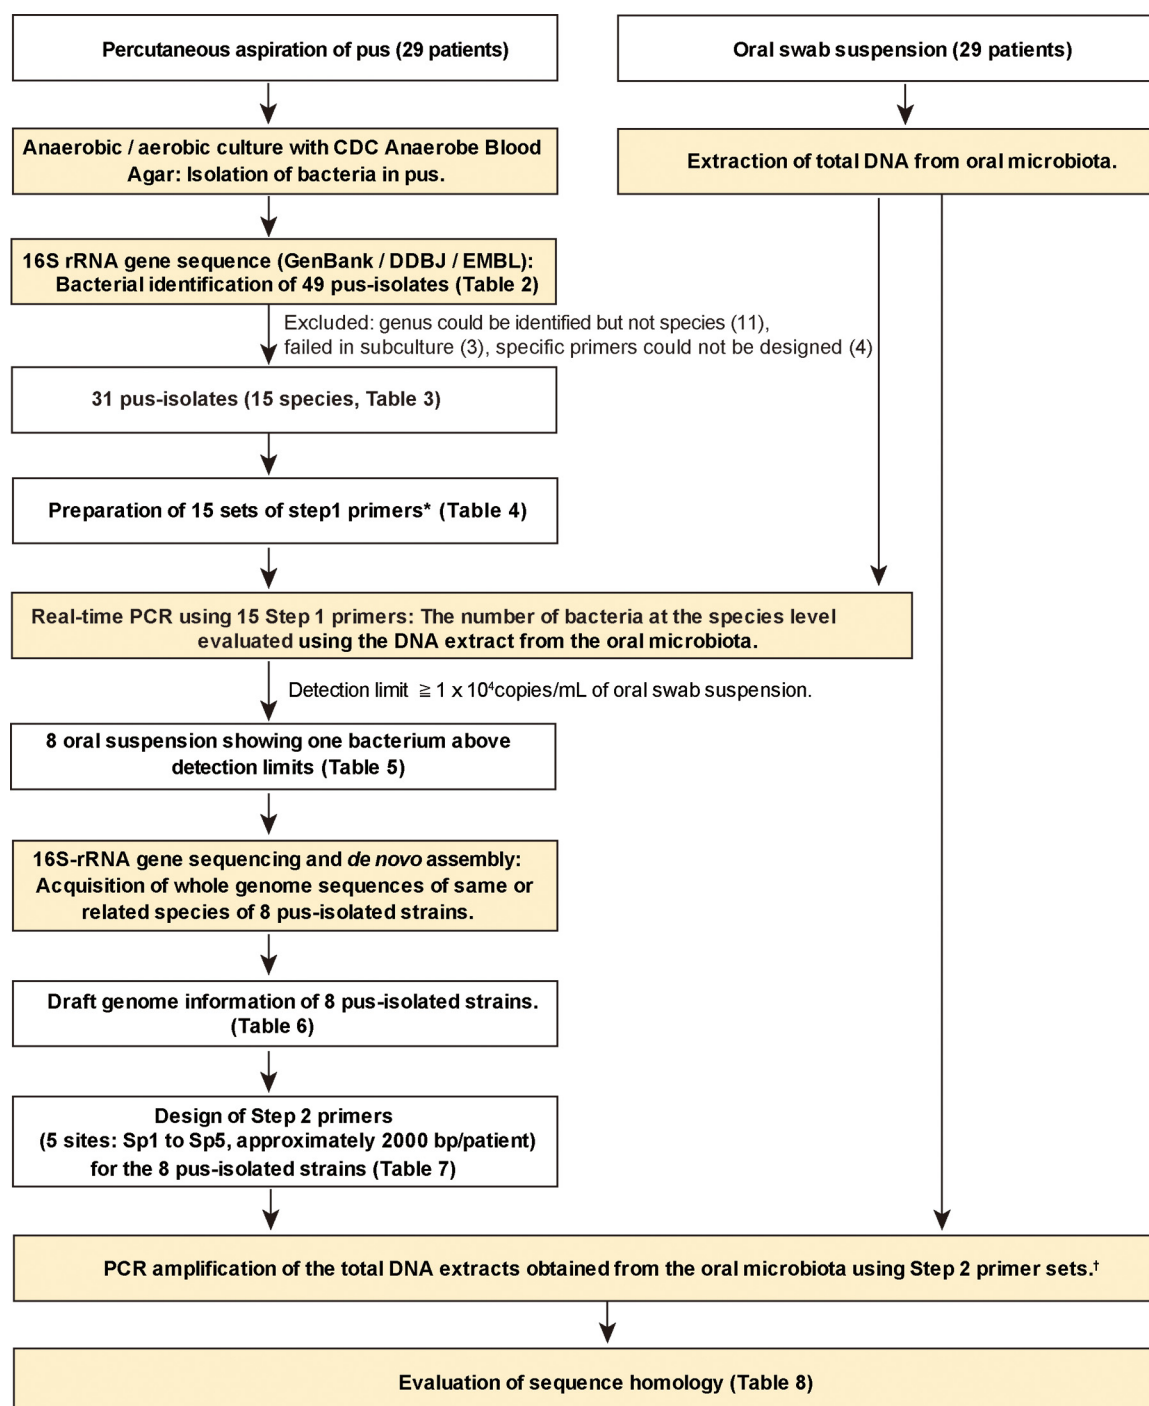 Percutaneous aspiration of pus (29 patients)
Oral swab suspension (29 patients)
Anaerobic / aerobic culture with CDC Anaerobe Blood
Agar: Isolation of bacteria in pus.
Extraction of total DNA from oral microbiota.
16S rRNA gene sequence (GenBank / DDBJ / EMBL):
Bacterial identification of 49 pus-isolates (Table 2)
Excluded: genus could be identified but not species (11),
failed in subculture (3), specific primers could not be designed (4)
31 pus-isolates (15 species, Table 3)
Preparation of 15 sets of step1 primers* (Table 4)
Real-time PCR using 15 Step 1 primers: The number of bacteria at the species level
evaluated using the DNA extract from the oral microbiota.
Detection limit ≧ 1 x 10⁴copies/mL of oral swab suspension.
8 oral suspension showing one bacterium above
detection limits (Table 5)
16S-rRNA gene sequencing and de novo assembly:
Acquisition of whole genome sequences of same or
related species of 8 pus-isolated strains.
Draft genome information of 8 pus-isolated strains.
(Table 6)
Design of Step 2 primers
(5 sites: Sp1 to Sp5, approximately 2000 bp/patient)
for the 8 pus-isolated strains (Table 7)
PCR amplification of the total DNA extracts obtained from the oral microbiota using Step 2 primer sets.†
Evaluation of sequence homology (Table 8)